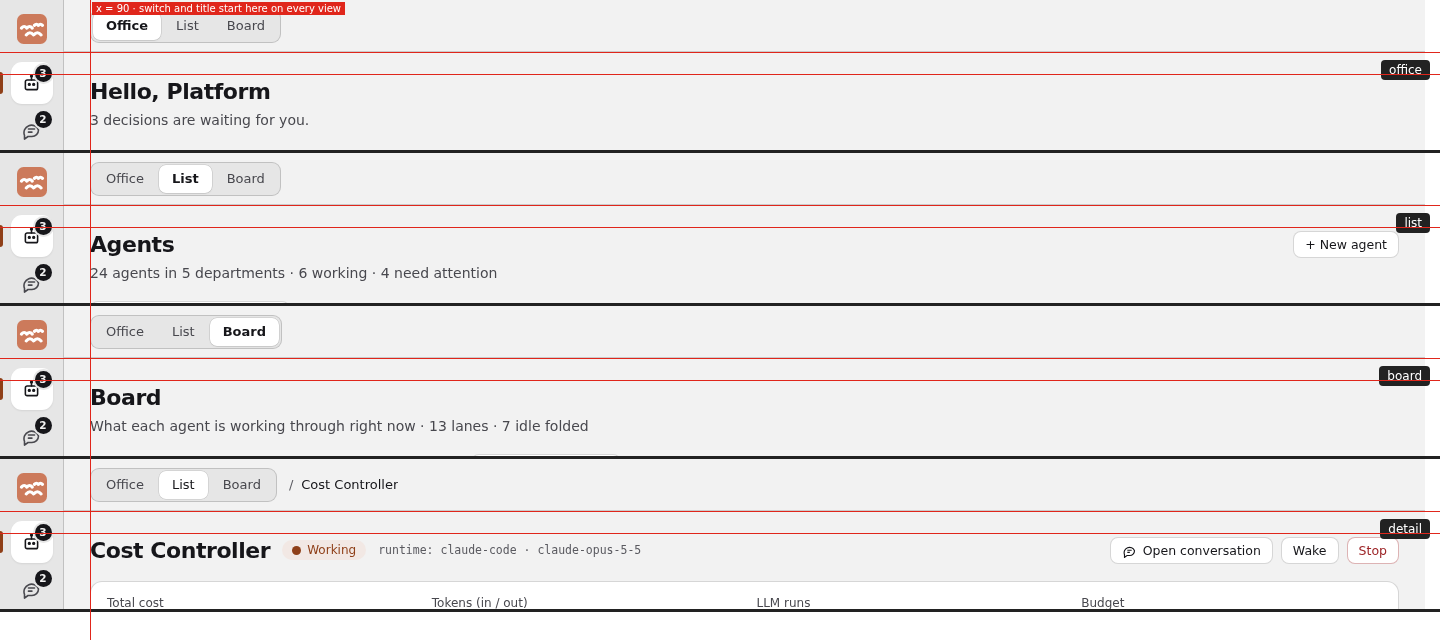 x = 90 · switch and title start here on every view
Office List Board
3
office
Hello, Platform
2
3 decisions are waiting for you.
Office List Board
3
list
Agents
+ New agent
2
24 agents in 5 departments · 6 working · 4 need attention
Office List Board
3
board
Board
2
What each agent is working through right now · 13 lanes · 7 idle folded
Office List Board / Cost Controller
3
detail
Cost Controller Working runtime: claude-code · claude-opus-5-5 Open conversation Wake Stop
2
Total cost Tokens (in / out) LLM runs Budget